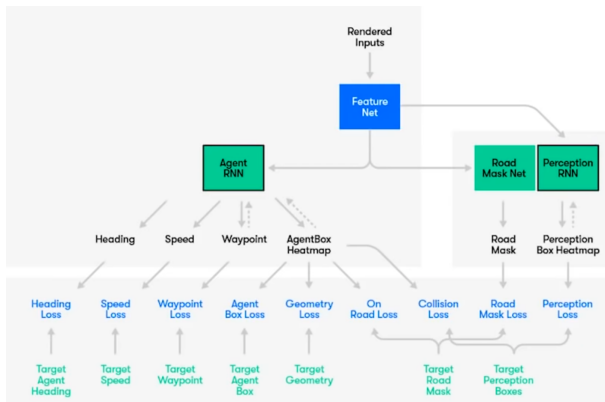 Rendered
Inputs
Feature
Net
Agent
RNN
Road
Mask Net
Perception
RNN
Heading
Speed
Waypoint
AgentBox
Heatmap
Road
Mask
Perception
Box Heatmap
Heading
Loss
Speed
Loss
Waypoint
Loss
Agent
Box Loss
Geometry
Loss
On
Road Loss
Collision
Loss
Road
Mask Loss
Perception
Loss
Target
Agent
Heading
Target
Speed
Target
Waypoint
Target
Agent
Box
Target
Geometry
Target
Road
Mask
Target
Perception
Boxes